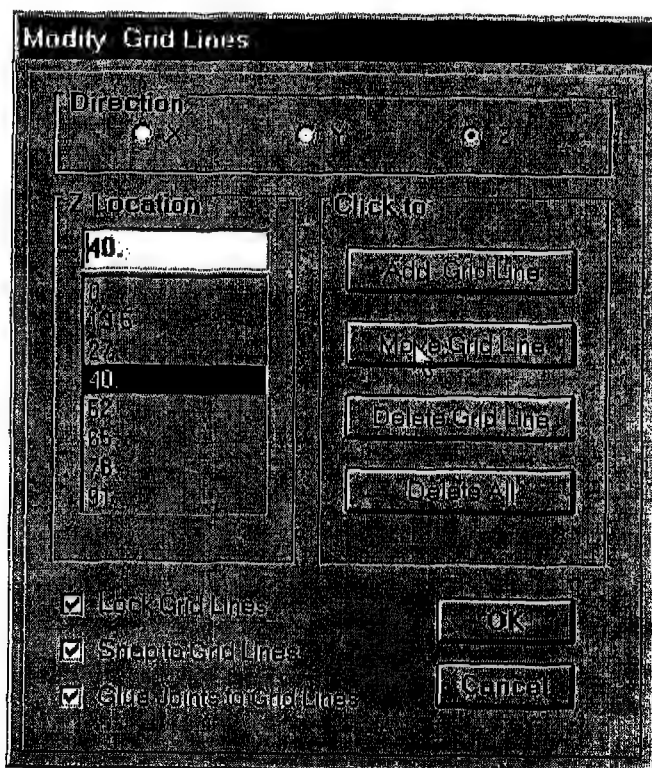 Modify Grid Lines
Direction
X Y Z
Z Location
40.
0.
13.5
27.
40.
52.
65.
78.
91.
Click to:
Add Grid Line
Move Grid Line
Delete Grid Line
Delete All
Lock Grid Lines
Snap to Grid Lines
Glue Joints to Grid Lines
OK
Cancel